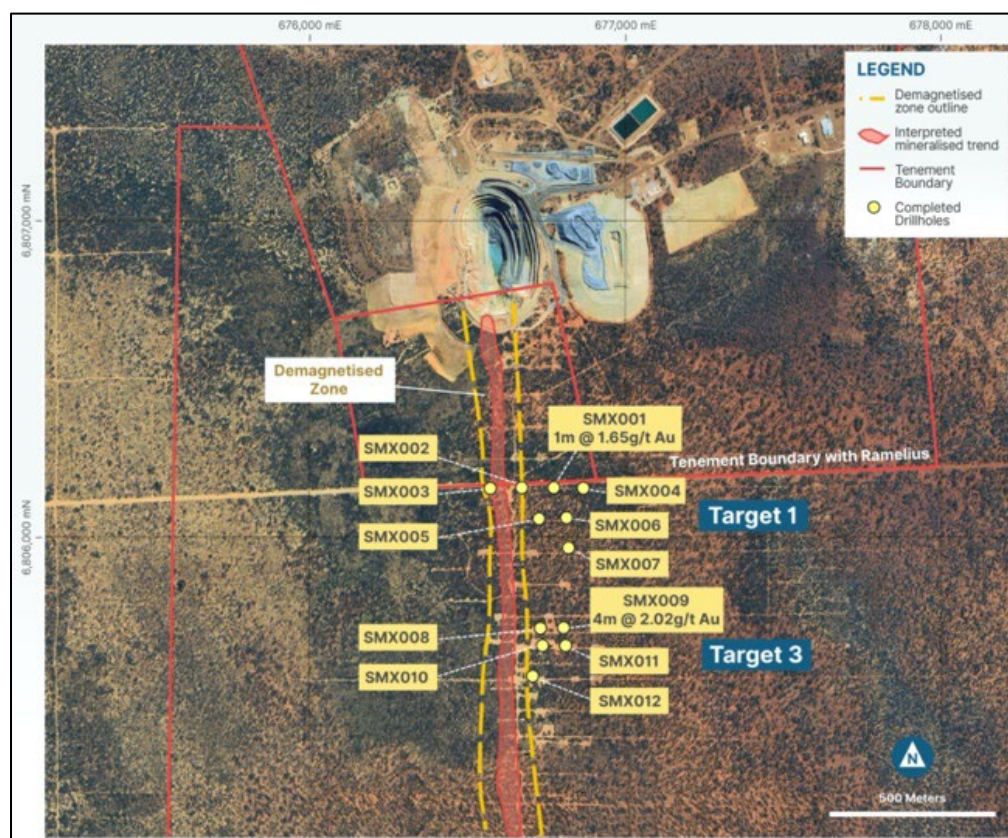 676,000 mE
677,000 mE
678,000 mE
6,807,000 mN
6,806,000 mN
LEGEND
Demagnetised
zone outline
Interpreted
mineralised trend
Tenement
Boundary
Completed
Drillholes
Demagnetised
Zone
SMX001
1m @ 1.65g/t Au
SMX002
Tenement Boundary with Ramelius
SMX003
SMX004
Target 1
SMX005
SMX006
SMX007
SMX009
4m @ 2.02g/t Au
SMX008
Target 3
SMX010
SMX011
SMX012
N
500 Meters